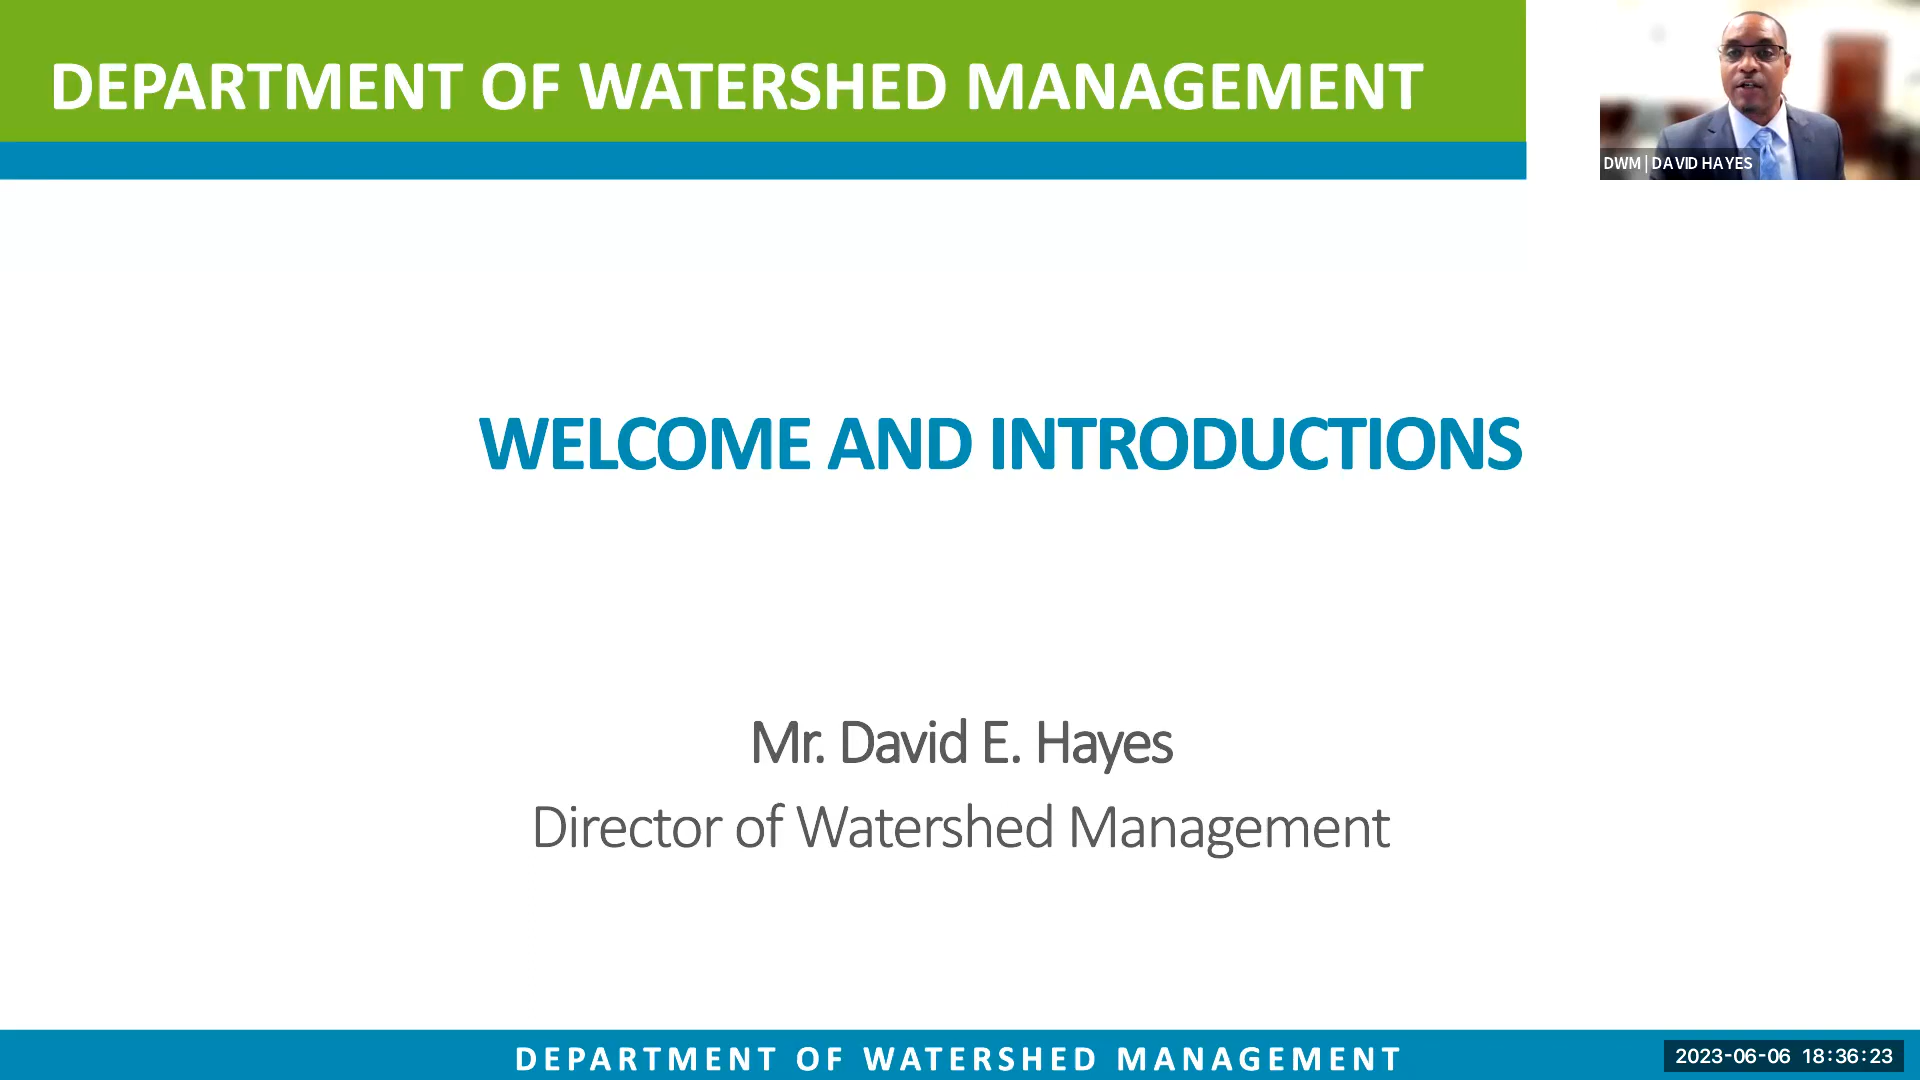 DEPARTMENT OF WATERSHED MANAGEMENT
DWM | DAVID HAYES
WELCOME AND INTRODUCTIONS
Mr. David E. Hayes
Director of Watershed Management
DEPARTMENT OF WATERSHED MANAGEMENT
2023-06-06 18:36:23